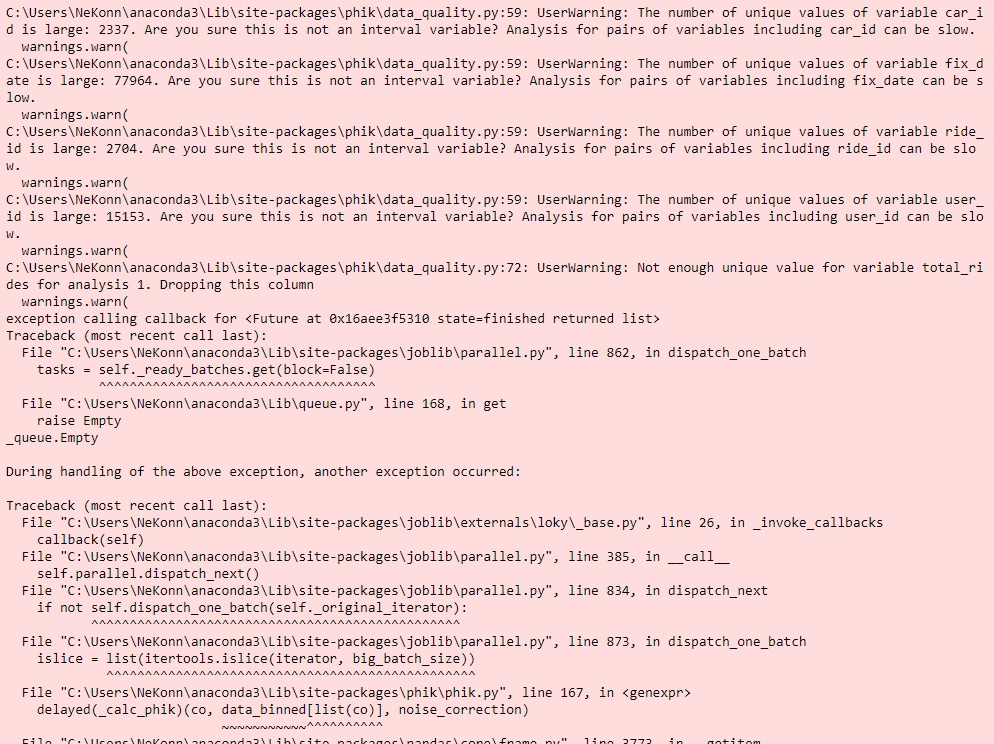 C:\Users\NeKonn\anaconda3\Lib\site-packages\phik\data_quality.py:59: UserWarning: The number of unique values of variable car_i
d is large: 2337. Are you sure this is not an interval variable? Analysis for pairs of variables including car_id can be slow.
  warnings.warn(
C:\Users\NeKonn\anaconda3\Lib\site-packages\phik\data_quality.py:59: UserWarning: The number of unique values of variable fix_d
ate is large: 77964. Are you sure this is not an interval variable? Analysis for pairs of variables including fix_date can be s
low.
  warnings.warn(
C:\Users\NeKonn\anaconda3\Lib\site-packages\phik\data_quality.py:59: UserWarning: The number of unique values of variable ride_
id is large: 2704. Are you sure this is not an interval variable? Analysis for pairs of variables including ride_id can be slo
w.
  warnings.warn(
C:\Users\NeKonn\anaconda3\Lib\site-packages\phik\data_quality.py:59: UserWarning: The number of unique values of variable user_
id is large: 15153. Are you sure this is not an interval variable? Analysis for pairs of variables including user_id can be slo
w.
  warnings.warn(
C:\Users\NeKonn\anaconda3\Lib\site-packages\phik\data_quality.py:72: UserWarning: Not enough unique value for variable total_ri
des for analysis 1. Dropping this column
  warnings.warn(
exception calling callback for <Future at 0x16aee3f5310 state=finished returned list>
Traceback (most recent call last):
  File "C:\Users\NeKonn\anaconda3\Lib\site-packages\joblib\parallel.py", line 862, in dispatch_one_batch
    tasks = self._ready_batches.get(block=False)
            ^^^^^^^^^^^^^^^^^^^^^^^^^^^^^^^^^^^^
  File "C:\Users\NeKonn\anaconda3\Lib\queue.py", line 168, in get
    raise Empty
_queue.Empty

During handling of the above exception, another exception occurred:

Traceback (most recent call last):
  File "C:\Users\NeKonn\anaconda3\Lib\site-packages\joblib\externals\loky\_base.py", line 26, in _invoke_callbacks
    callback(self)
  File "C:\Users\NeKonn\anaconda3\Lib\site-packages\joblib\parallel.py", line 385, in __call__
    self.parallel.dispatch_next()
  File "C:\Users\NeKonn\anaconda3\Lib\site-packages\joblib\parallel.py", line 834, in dispatch_next
    if not self.dispatch_one_batch(self._original_iterator):
           ^^^^^^^^^^^^^^^^^^^^^^^^^^^^^^^^^^^^^^^^^^^^^^^^
  File "C:\Users\NeKonn\anaconda3\Lib\site-packages\joblib\parallel.py", line 873, in dispatch_one_batch
    islice = list(itertools.islice(iterator, big_batch_size))
             ^^^^^^^^^^^^^^^^^^^^^^^^^^^^^^^^^^^^^^^^^^^^^^^^
  File "C:\Users\NeKonn\anaconda3\Lib\site-packages\phik\phik.py", line 167, in <genexpr>
    delayed(_calc_phik)(co, data_binned[list(co)], noise_correction)
                            ~~~~~~~~~~~^^^^^^^^^^
  File "C:\Users\NeKonn\anaconda3\Lib\site-packages\pandas\core\frame.py", line 3773, in __getitem__